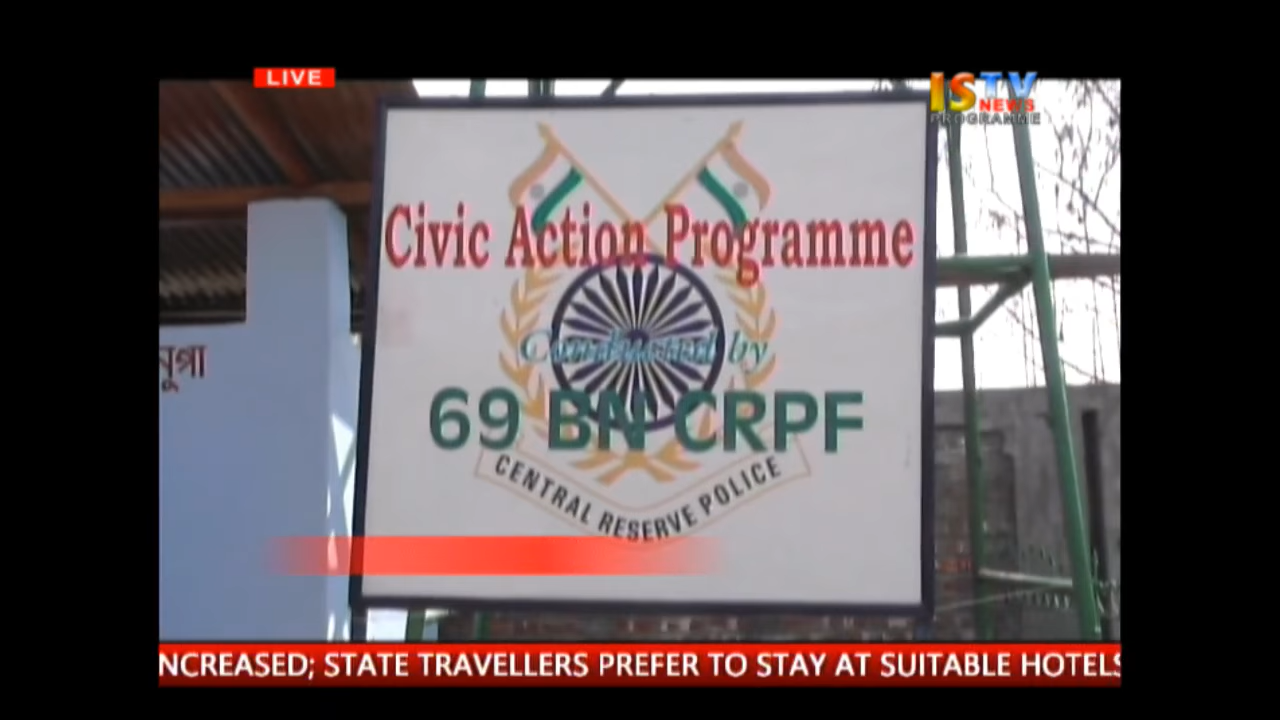 LIVE
ISTV
NEWS
PROGRAMME
Civic Action Programme
Conducted by
69 BN CRPF
CENTRAL RESERVE POLICE
NCREASED; STATE TRAVELLERS PREFER TO STAY AT SUITABLE HOTELS